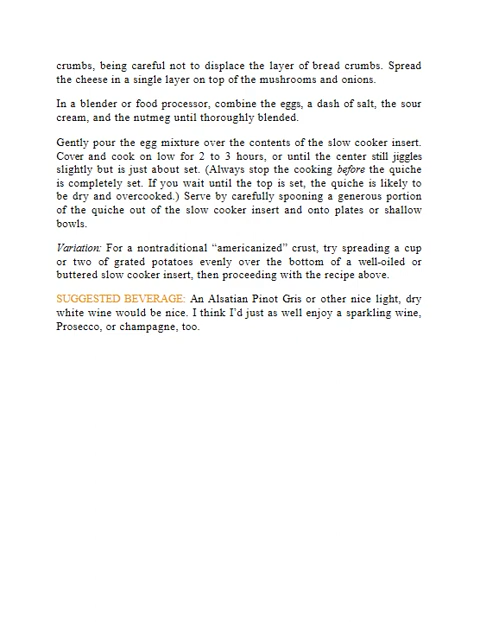 crumbs, being careful not to displace the layer of bread crumbs. Spread
the cheese in a single layer on top of the mushrooms and onions.
In a blender or food processor, combine the eggs, a dash of salt, the sour
cream, and the nutmeg until thoroughly blended.
Gently pour the egg mixture over the contents of the slow cooker insert.
Cover and cook on low for 2 to 3 hours, or until the center still jiggles
slightly but is just about set. (Always stop the cooking before the quiche
is completely set. If you wait until the top is set, the quiche is likely to
be dry and overcooked.) Serve by carefully spooning a generous portion
of the quiche out of the slow cooker insert and onto plates or shallow
bowls.
Variation: For a nontraditional “americanized” crust, try spreading a cup
or two of grated potatoes evenly over the bottom of a well-oiled or
buttered slow cooker insert, then proceeding with the recipe above.
SUGGESTED BEVERAGE: An Alsatian Pinot Gris or other nice light, dry
white wine would be nice. I think I’d just as well enjoy a sparkling wine,
Prosecco, or champagne, too.